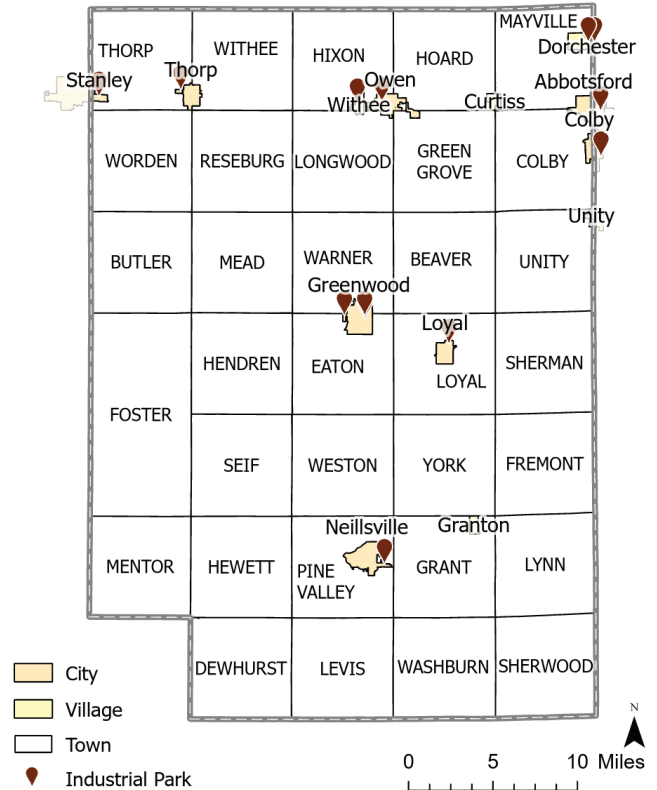 MAYVILLE
THORP
WITHEE
HIXON
HOARD
Dorchester
Stanley
Thorp
Owen
Abbotsford
Withee
Curtiss
Colby
WORDEN
RESEBURG
LONGWOOD
GREEN
GROVE
COLBY
Unity
BUTLER
MEAD
WARNER
BEAVER
UNITY
Greenwood
Loyal
HENDREN
EATON
SHERMAN
LOYAL
FOSTER
SEIF
WESTON
YORK
FREMONT
Neillsville
Granton
MENTOR
HEWETT
PINE
VALLEY
GRANT
LYNN
DEWHURST
LEVIS
WASHBURN
SHERWOOD
City
Village
Town
Industrial Park
N
0 5 10 Miles